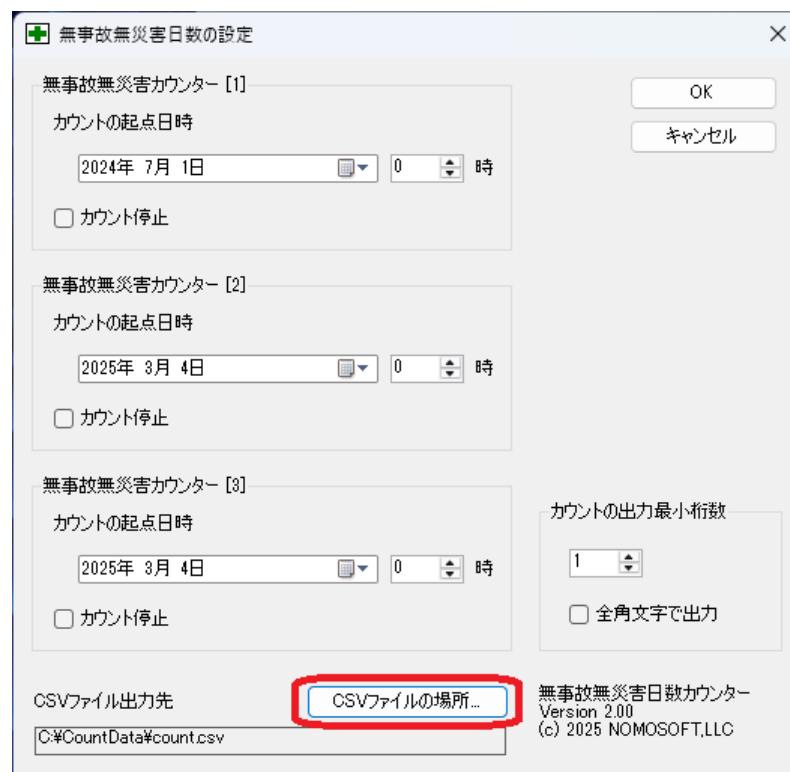 無事故無災害日数の設定
無事故無災害カウンター [1]
カウントの起点日時
2024年 7月 1日
0
時
カウント停止
OK
キャンセル
無事故無災害カウンター [2]
カウントの起点日時
2025年 3月 4日
0
時
カウント停止
無事故無災害カウンター [3]
カウントの起点日時
2025年 3月 4日
0
時
カウント停止
カウントの出力最小桁数
1
全角文字で出力
CSVファイル出力先
CSVファイルの場所...
C:¥CountData¥count.csv
無事故無災害日数カウンター
Version 2.00
(c) 2025 NOMOSOFT,LLC